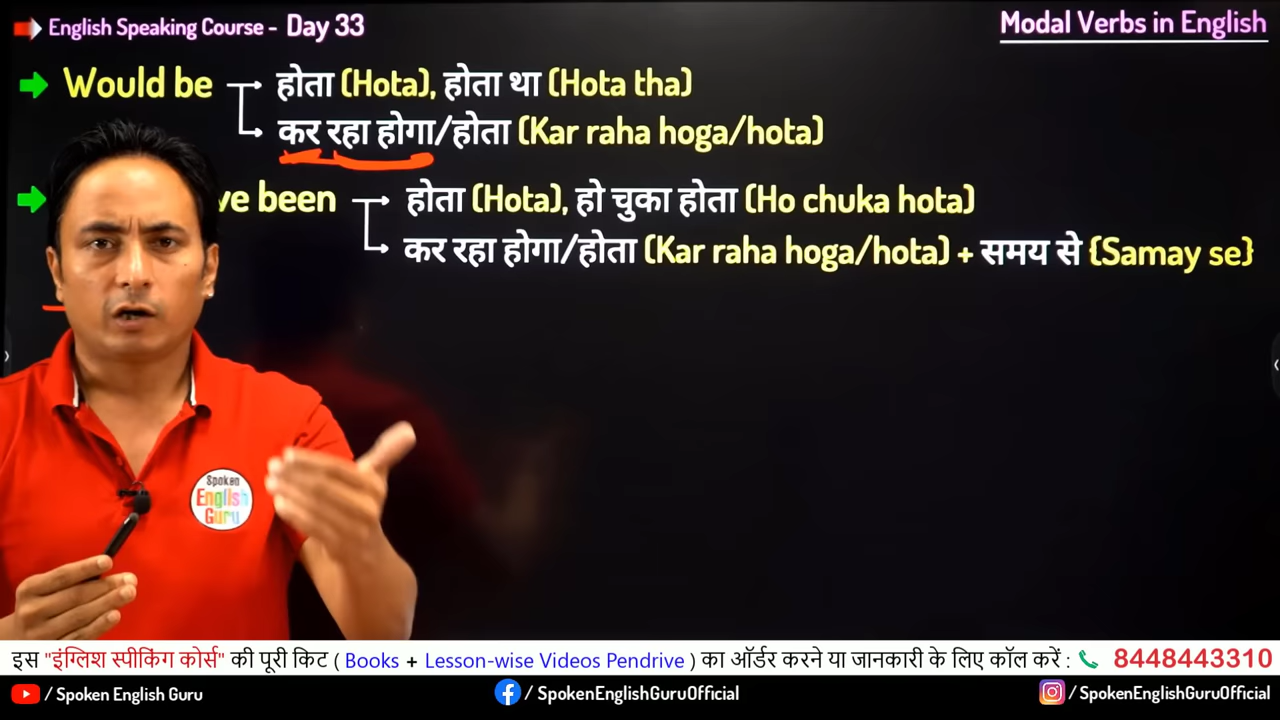 English Speaking Course - Day 33
Modal Verbs in English
Would be
होता (Hota), होता था (Hota tha)
कर रहा होगा/होता (Kar raha hoga/hota)
ve been
होता (Hota), हो चुका होता (Ho chuka hota)
कर रहा होगा/होता (Kar raha hoga/hota) + समय से {Samay se}
Spoken
English
Guru
इस "इंग्लिश स्पीकिंग कोर्स" की पूरी किट ( Books + Lesson-wise Videos Pendrive ) का ऑर्डर करने या जानकारी के लिए कॉल करें : 8448443310
/ Spoken English Guru
/ SpokenEnglishGuruOfficial
/ SpokenEnglishGuruOfficial